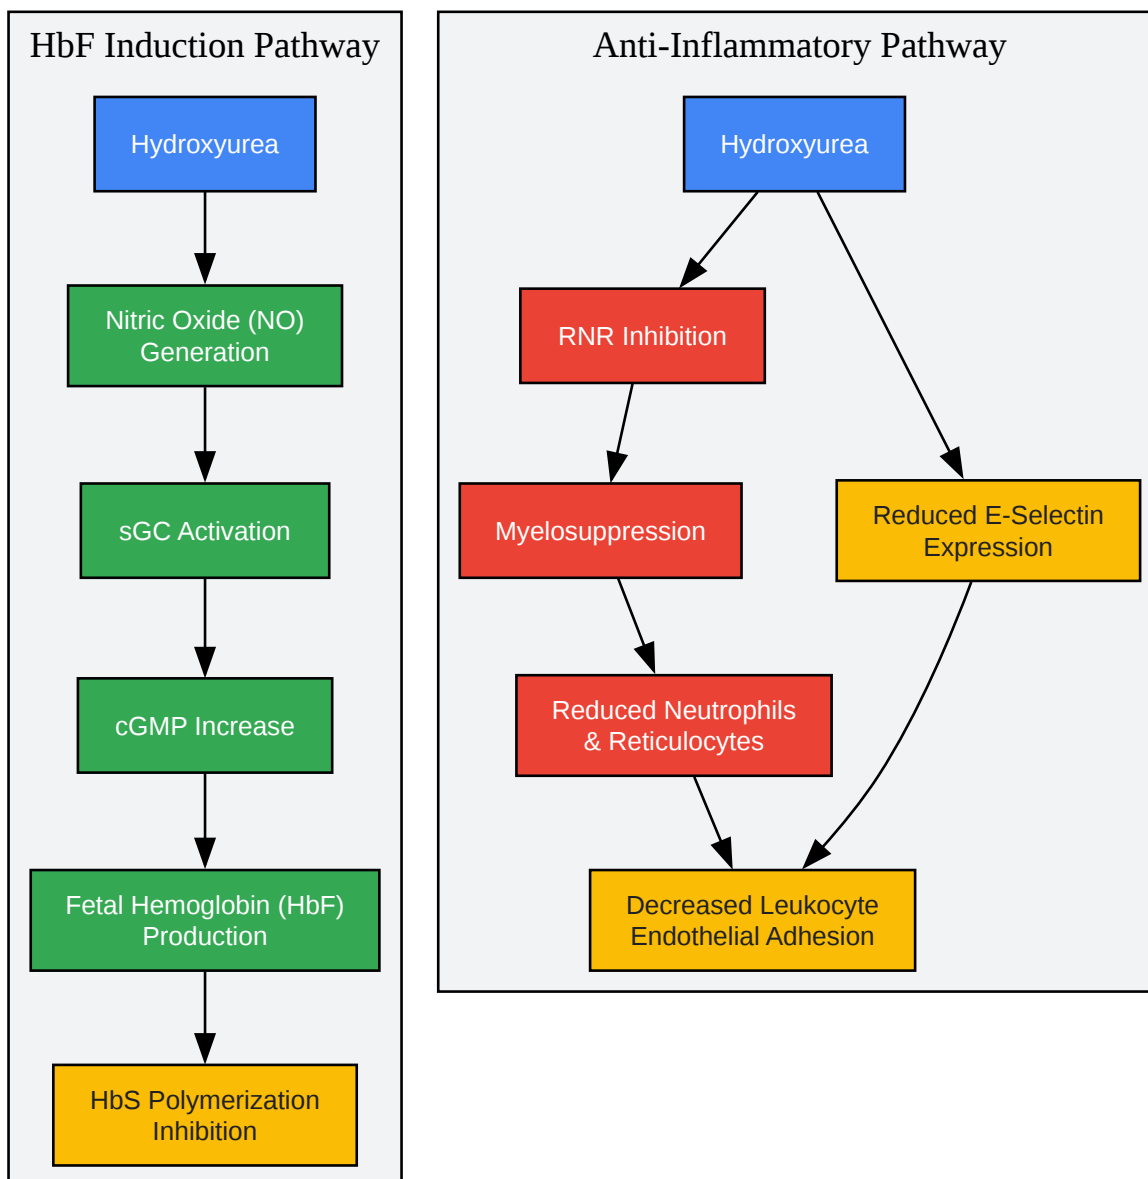 HbF Induction Pathway
Hydroxyurea
Nitric Oxide (NO)
Generation
sGC Activation
cGMP Increase
Fetal Hemoglobin (HbF)
Production
HbS Polymerization
Inhibition
Anti-Inflammatory Pathway
Hydroxyurea
RNR Inhibition
Myelosuppression
Reduced E-Selectin
Expression
Reduced Neutrophils
& Reticulocytes
Decreased Leukocyte
Endothelial Adhesion